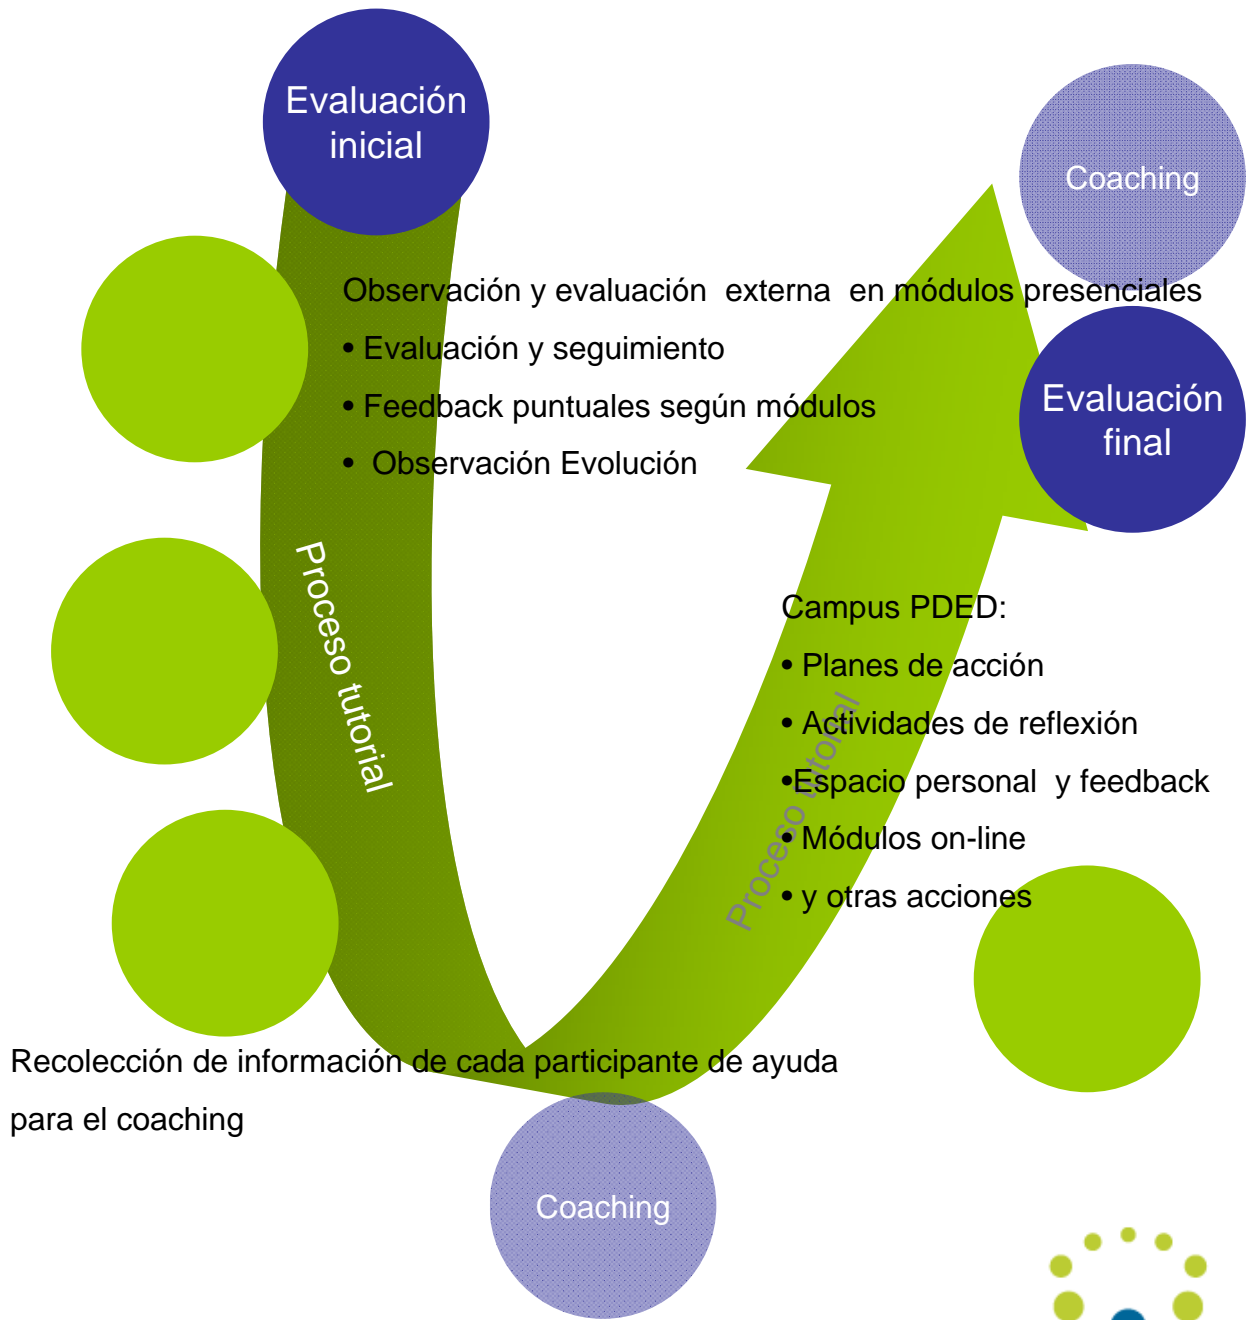 Evaluación
inicial
Coaching
Observación y evaluación  externa  en módulos presenciales
• Evaluación y seguimiento
• Feedback puntuales según módulos
•  Observación Evolución
Evaluación
final
Proceso tutorial
Campus PDED:
• Planes de acción
• Actividades de reflexión
•Espacio personal  y feedback
• Módulos on-line
• y otras acciones
Proceso tutorial
Recolección de información de cada participante de ayuda
para el coaching
Coaching